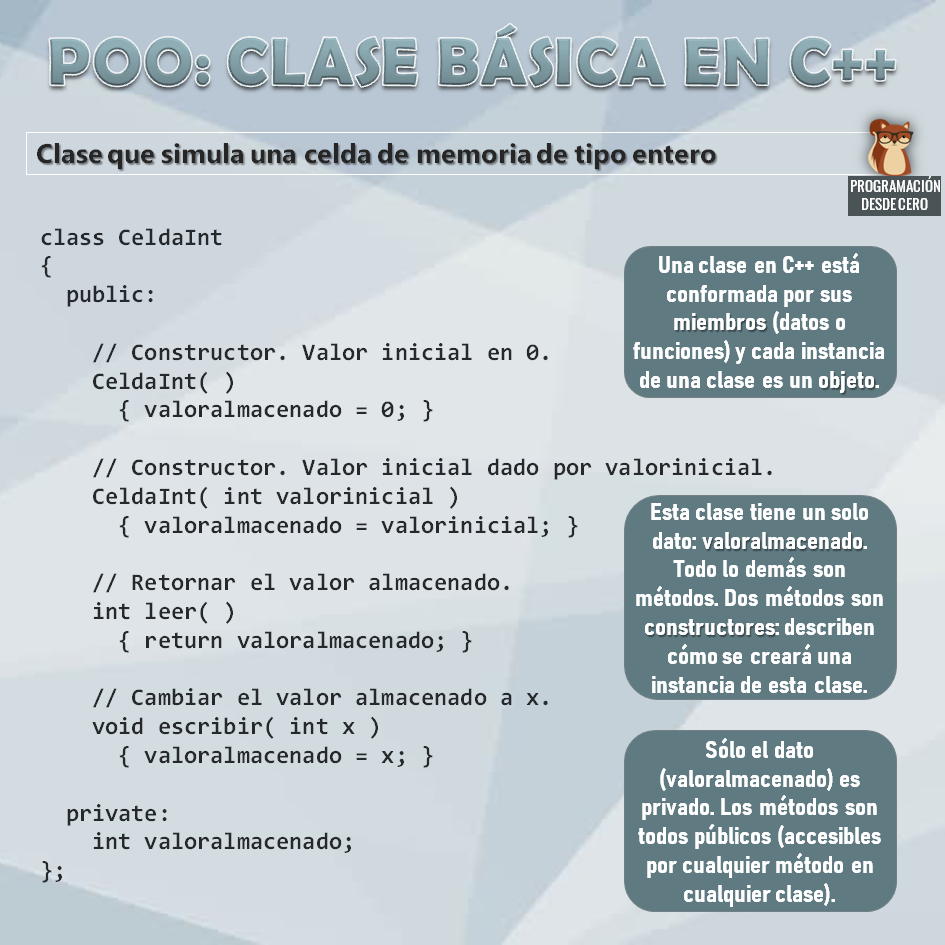 POO: CLASE BÁSICA EN C++
Clase que simula una celda de memoria de tipo entero
PROGRAMACIÓN
DESDE CERO
class CeldaInt
{
public:
// Constructor. Valor inicial en 0.
CeldaInt( )
{ valoralmacenado = 0; }
// Constructor. Valor inicial dado por valorinicial.
CeldaInt( int valorinicial )
{ valoralmacenado = valorinicial; }
// Retornar el valor almacenado.
int leer( )
{ return valoralmacenado; }
// Cambiar el valor almacenado a x.
void escribir( int x )
{ valoralmacenado = x; }
private:
int valoralmacenado;
};
Una clase en C++ está
conformada por sus
miembros (datos o
funciones) y cada instancia
de una clase es un objeto.
Esta clase tiene un solo
dato: valoralmacenado.
Todo lo demás son
métodos. Dos métodos son
constructores: describen
cómo se creará una
instancia de esta clase.
Sólo el dato
(valoralmacenado) es
privado. Los métodos son
todos públicos (accesibles
por cualquier método en
cualquier clase).